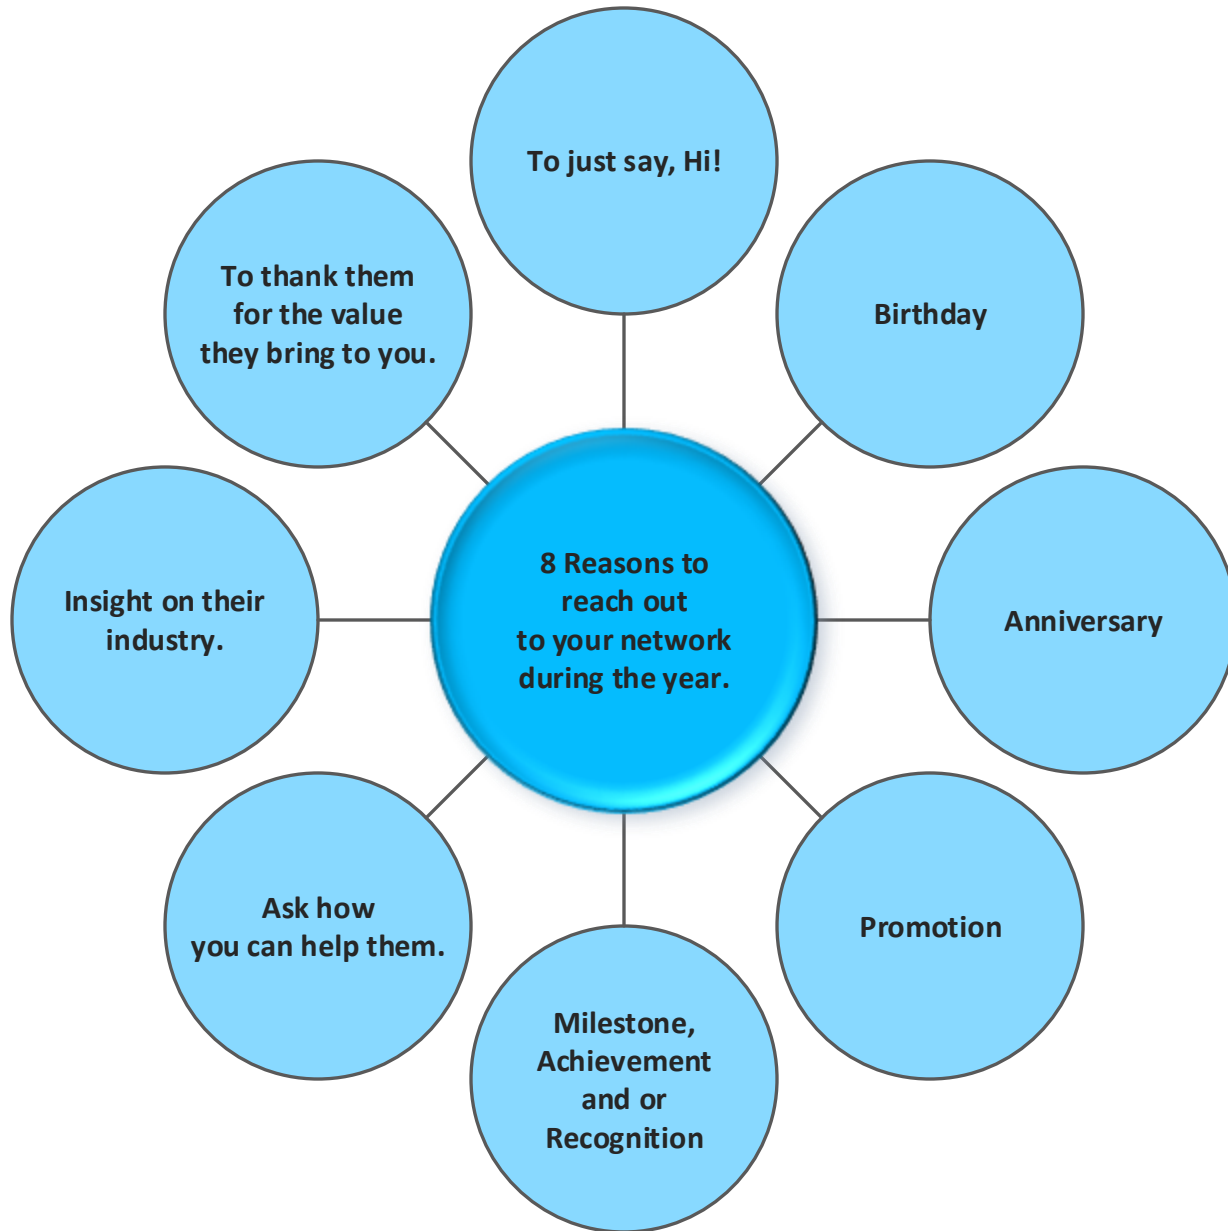 To just say, Hi!
Birthday
Anniversary
Promotion
Milestone,
Achievement
and or
Recognition
Ask how
you can help them.
Insight on their
industry.
To thank them
for the value
they bring to you.
8 Reasons to
reach out
to your network
during the year.